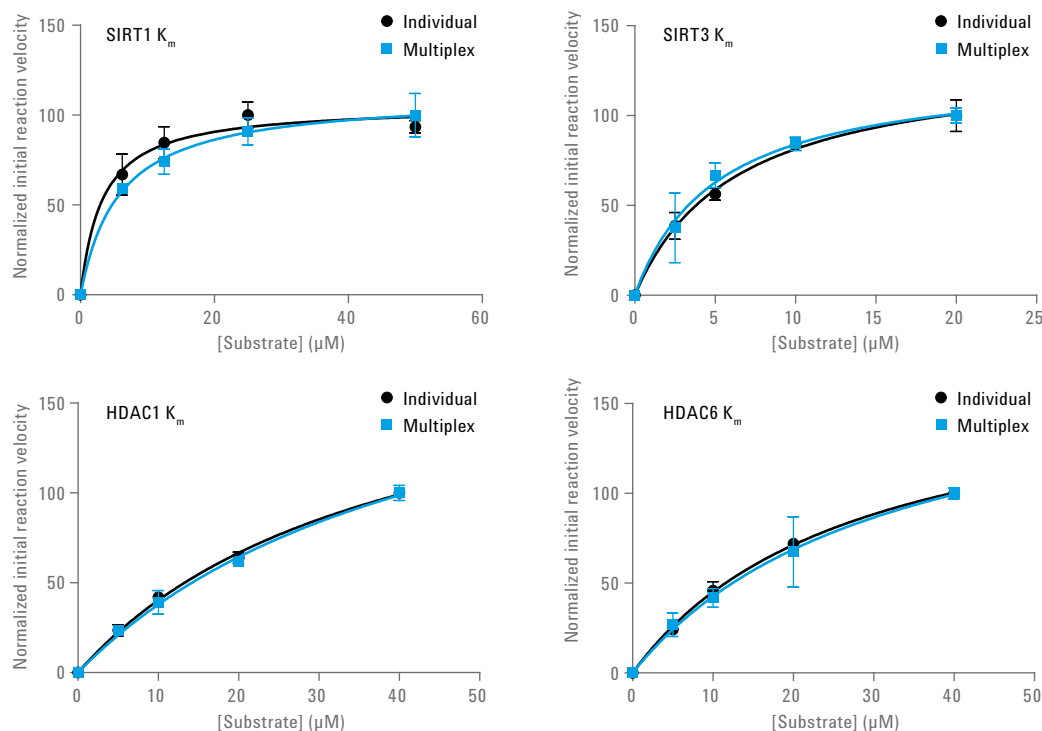 SIRT1 Km
Individual
Multiplex
Normalized initial reaction velocity
150
100
50
0
0 20 40 60
[Substrate] (µM)
SIRT3 Km
Individual
Multiplex
Normalized initial reaction velocity
150
100
50
0
0 5 10 15 20 25
[Substrate] (µM)
HDAC1 Km
Individual
Multiplex
Normalized initial reaction velocity
150
100
50
0
0 10 20 30 40 50
[Substrate] (µM)
HDAC6 Km
Individual
Multiplex
Normalized initial reaction velocity
150
100
50
0
0 10 20 30 40 50
[Substrate] (µM)